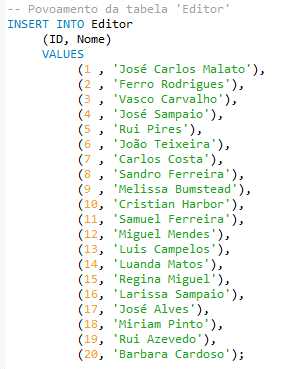 -- Povoamento da tabela 'Editor'
INSERT INTO Editor
(ID, Nome)
VALUES
(1 , 'José Carlos Malato'),
(2 , 'Ferro Rodrigues'),
(3 , 'Vasco Carvalho'),
(4 , 'José Sampaio'),
(5 , 'Rui Pires'),
(6 , 'João Teixeira'),
(7 , 'Carlos Costa'),
(8 , 'Sandro Ferreira'),
(9 , 'Melissa Bumstead'),
(10, 'Cristian Harbor'),
(11, 'Samuel Ferreira'),
(12, 'Miguel Mendes'),
(13, 'Luis Campelos'),
(14, 'Luanda Matos'),
(15, 'Regina Miguel'),
(16, 'Larissa Sampaio'),
(17, 'José Alves'),
(18, 'Miriam Pinto'),
(19, 'Rui Azevedo'),
(20, 'Barbara Cardoso');